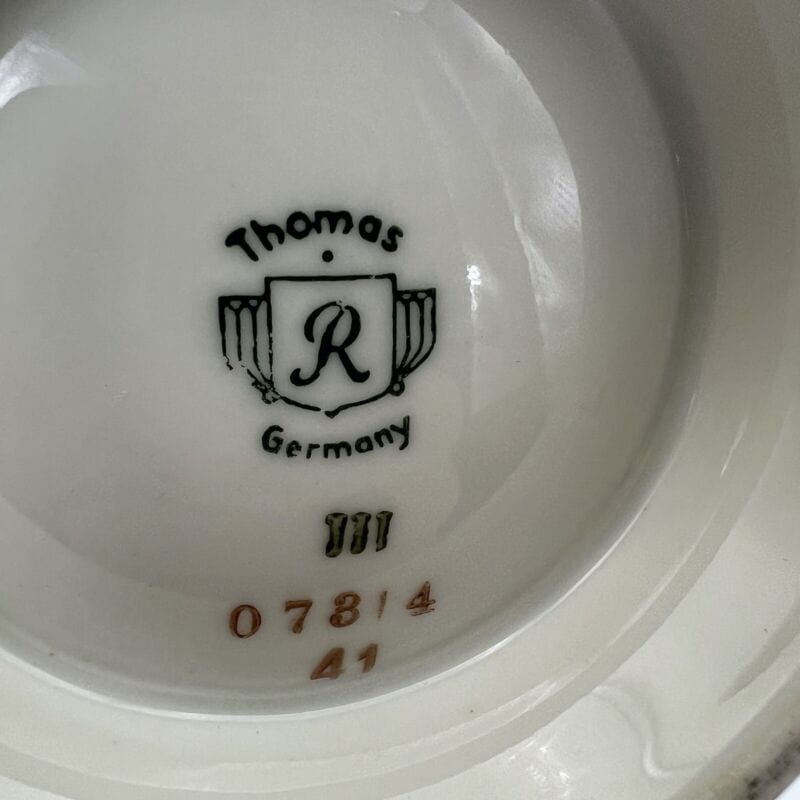 Thomas
R
Germany
III
07814
41